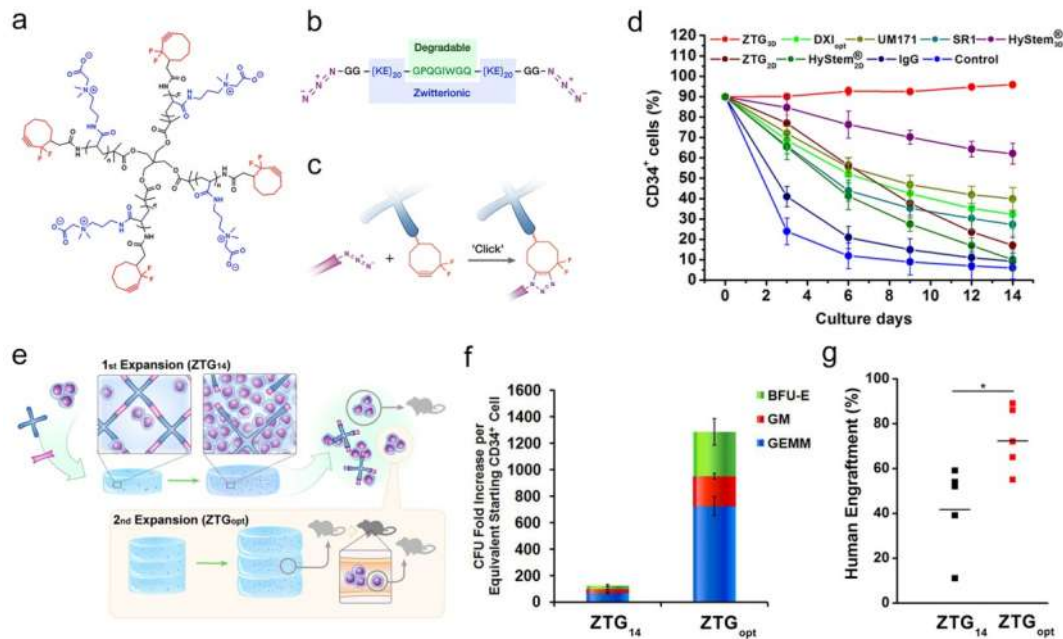 a
b
c
d
e
f
g
Degradable
N GG [KE]20 GPQGIWGQ [KE]20 GG N
Zwitterionic
'Click'
ZTG3D DXIopt UM171 SR1 HyStem®3D
ZTG2D HyStem®2D IgG Control
CD34+ cells (%)
120
110
100
90
80
70
60
50
40
30
20
10
0
0 2 4 6 8 10 12 14
Culture days
1st Expansion (ZTG14)
2nd Expansion (ZTGopt)
CFU Fold Increase per
Equivalent Starting CD34+ Cell
1600
1400
1200
1000
800
600
400
200
0
BFU-E
GM
GEMM
ZTG14 ZTGopt
Human Engraftment (%)
100
80
60
40
20
0
*
ZTG14 ZTGopt